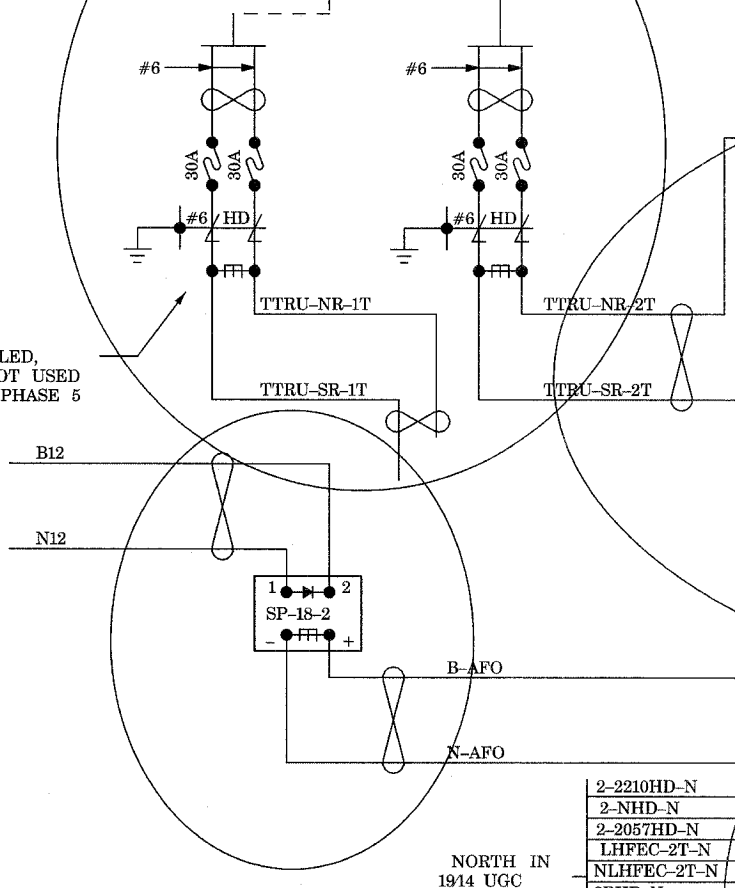 #6 #6
30A 30A 30A 30A
#6 HD #6 HD
TTRU-NR-1T TTRU-NR-2T
LED,
OT USED
PHASE 5
TTRU-SR-1T TTRU-SR-2T
B12
N12
1 2
SP-18-2
- +
B-AFO
N-AFO
2-2210HD-N
2-NHD-N
2-2057HD-N
LHFEC-2T-N
NLHFEC-2T-N
NORTH IN
1914 UGC